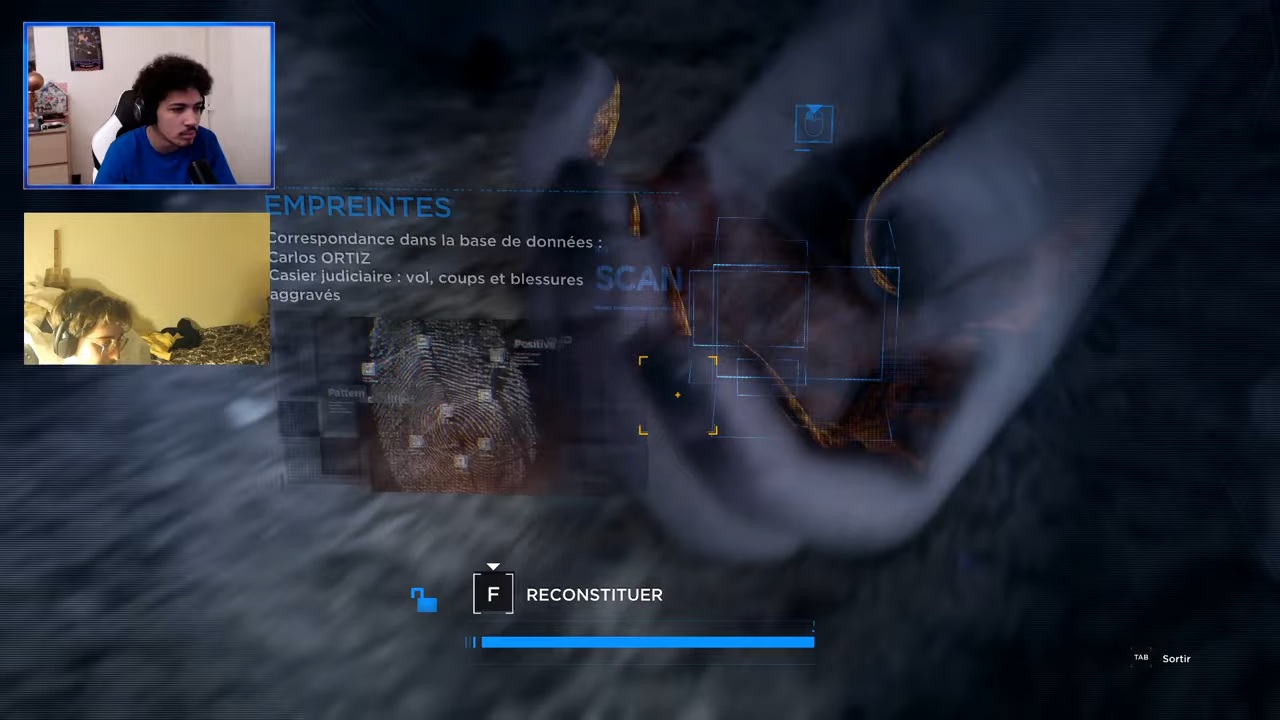 EMPREINTES
Correspondance dans la base de données :
Carlos ORTIZ
Casier judiciaire : vol, coups et blessures
aggravés
SCAN
Positive
Pattern
F RECONSTITUER
TAB Sortir